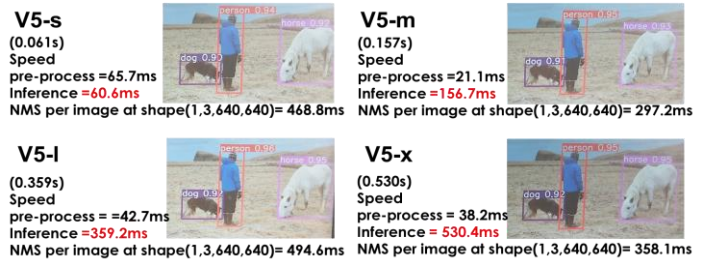 V5-s
(0.061s)
Speed
pre-process =65.7ms
Inference =60.6ms
NMS per image at shape(1,3,640,640)= 468.8ms
person 0.94
horse 0.92
dog 0.90
V5-m
(0.157s)
Speed
pre-process =21.1ms
Inference =156.7ms
NMS per image at shape(1,3,640,640)= 297.2ms
person 0.95
horse 0.93
dog 0.91
V5-l
(0.359s)
Speed
pre-process = =42.7ms
Inference =359.2ms
NMS per image at shape(1,3,640,640)= 494.6ms
person 0.96
horse 0.95
dog 0.92
V5-x
(0.530s)
Speed
pre-process = 38.2ms
Inference = 530.4ms
NMS per image at shape(1,3,640,640)= 358.1ms
person 0.95
horse 0.95
dog 0.92